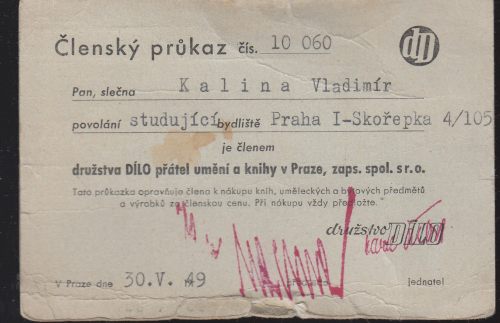 Členský průkaz čís. 10 060
dp
Pan, slečna Kalina Vladimír
povolání studující bydliště Praha I-Skořepka 4/105
je členem
družstva DÍLO přátel umění a knihy v Praze, zaps. spol. s r. o.
Tato průkazka opravňuje člena k nákupu knih, uměleckých a bytových předmětů
a výrobků za členskou cenu. Při nákupu vždy předložte.
družstvo DÍLO
V Praze dne 30.V.49 jednatel